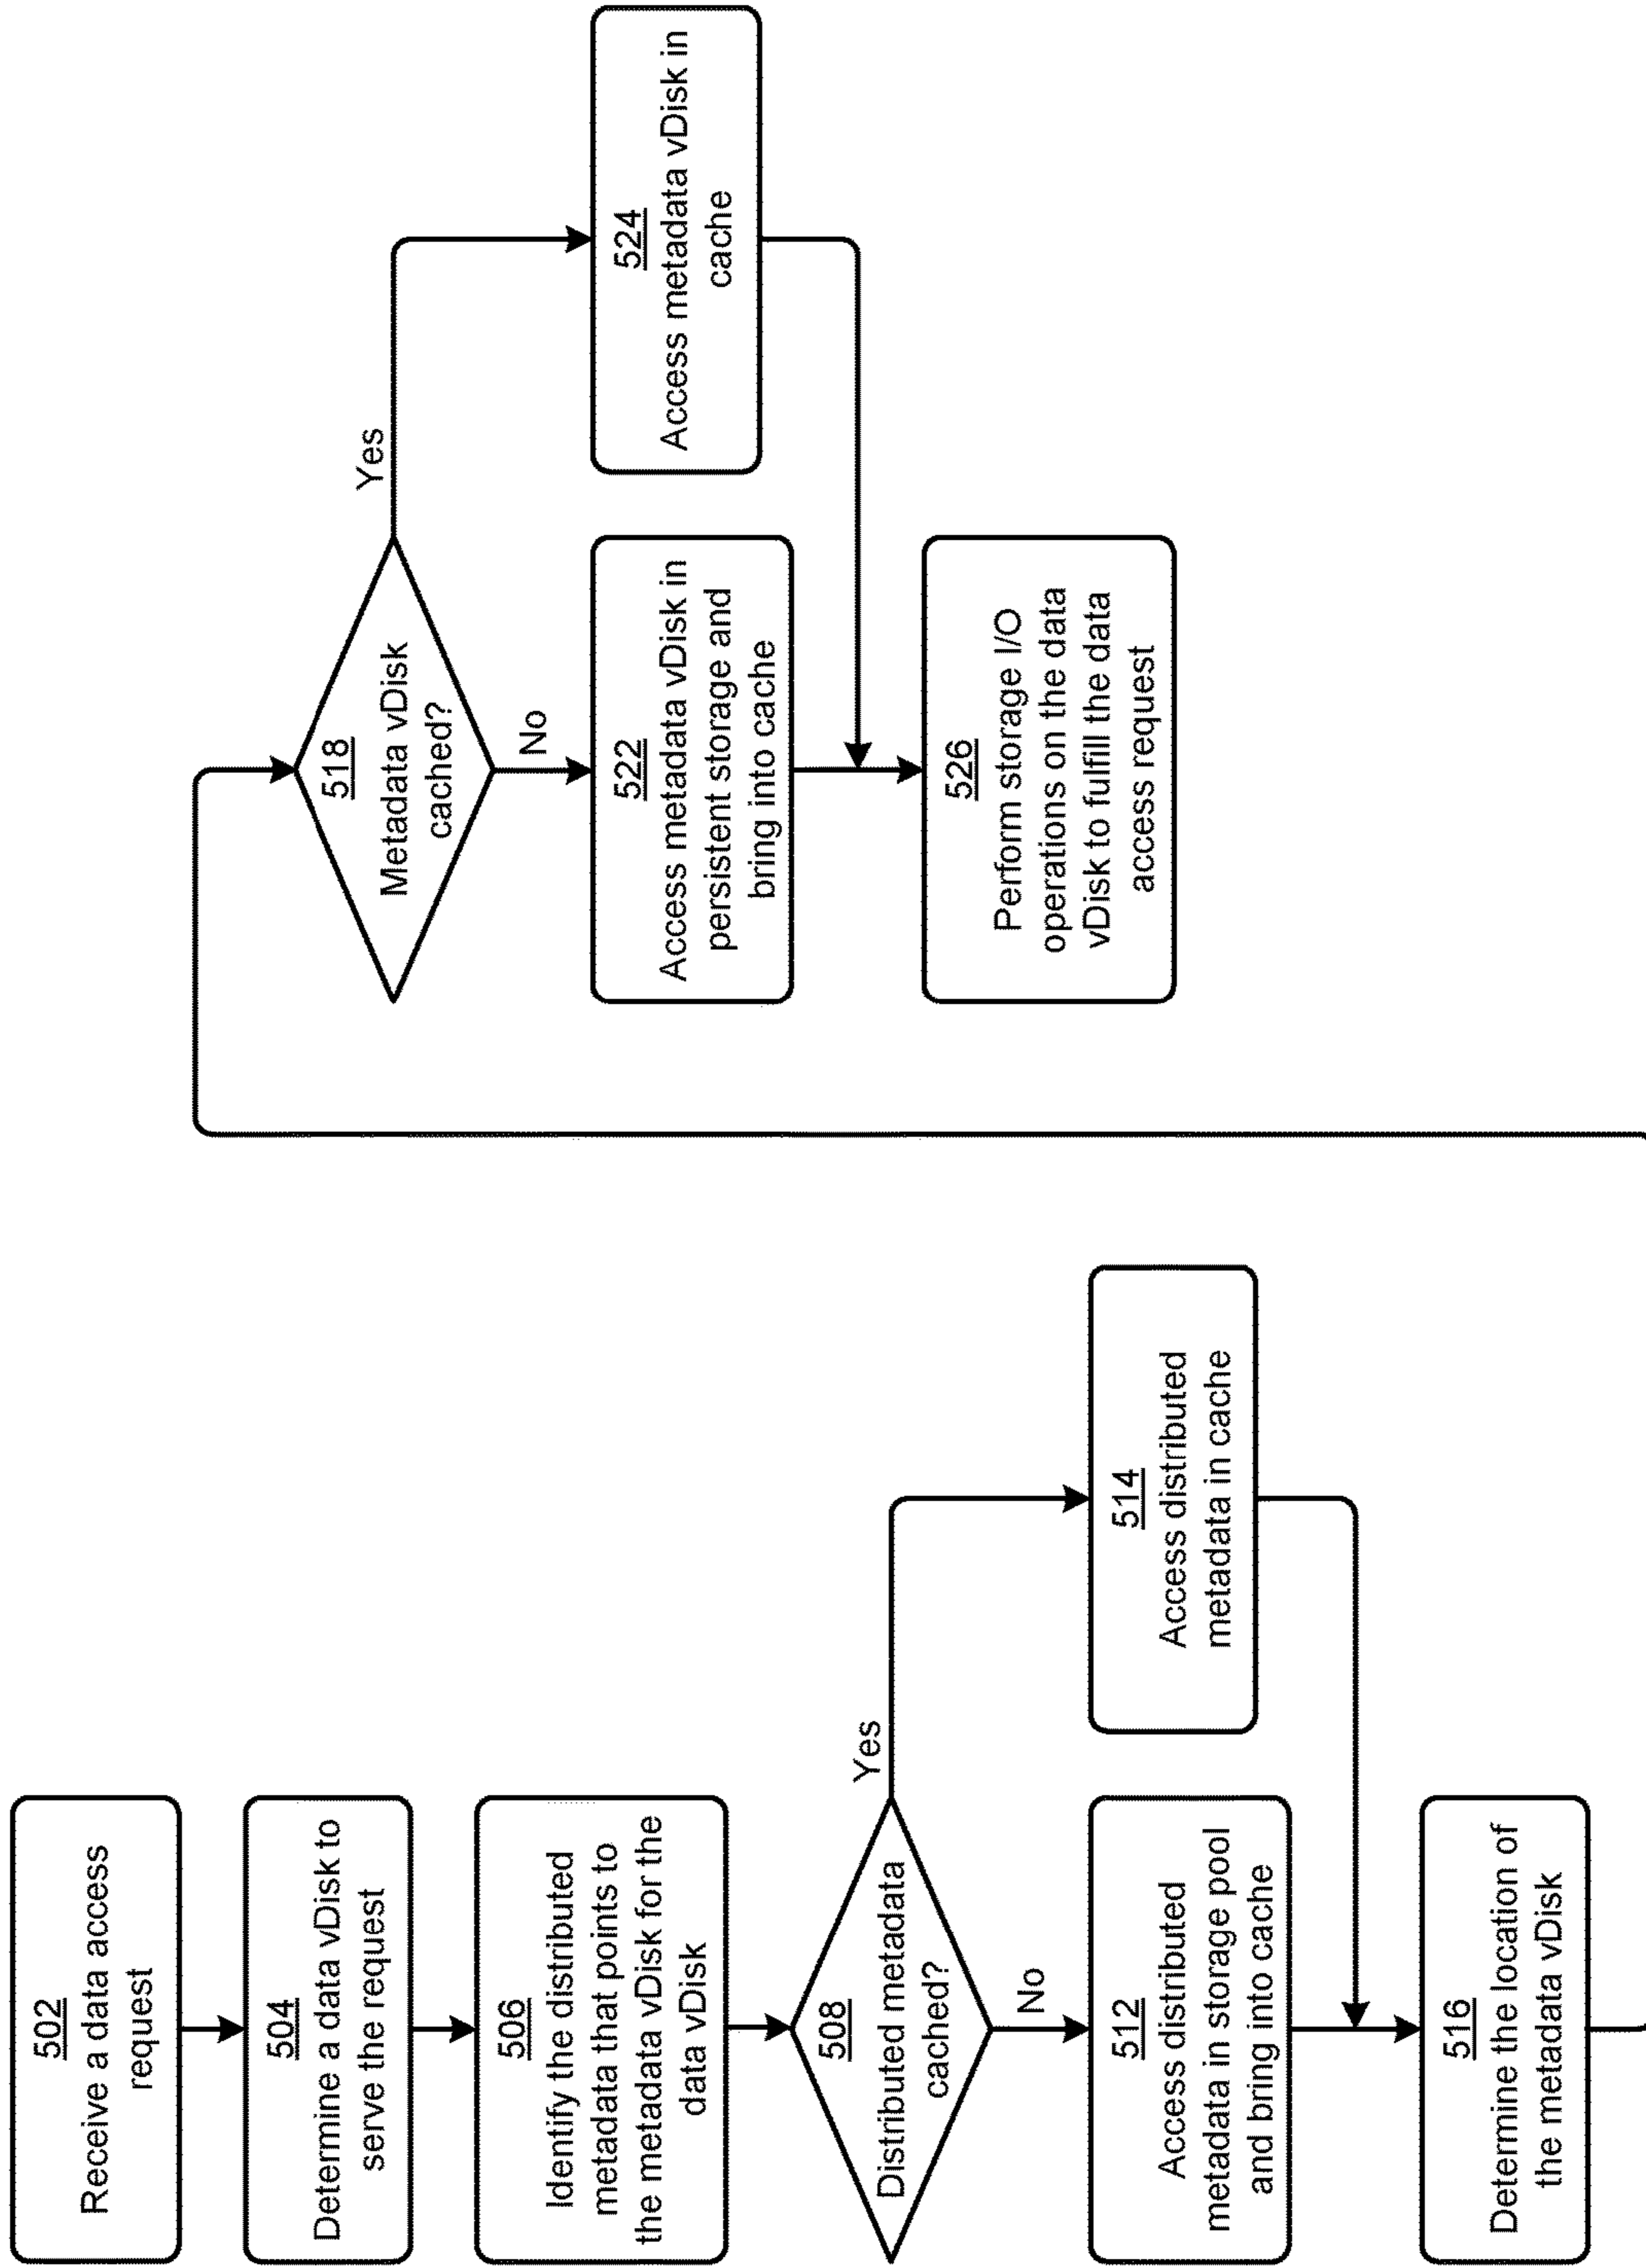 502
Receive a data access
request
504
Determine a data vDisk to
serve the request
506
Identify the distributed
metadata that points to
the metadata vDisk for the
data vDisk
508
Distributed metadata
cached?
Yes
No
512
Access distributed
metadata in storage pool
and bring into cache
514
Access distributed
metadata in cache
516
Determine the location of
the metadata vDisk
518
Metadata vDisk
cached?
Yes
No
522
Access metadata vDisk in
persistent storage and
bring into cache
524
Access metadata vDisk in
cache
526
Perform storage I/O
operations on the data
vDisk to fulfill the data
access request